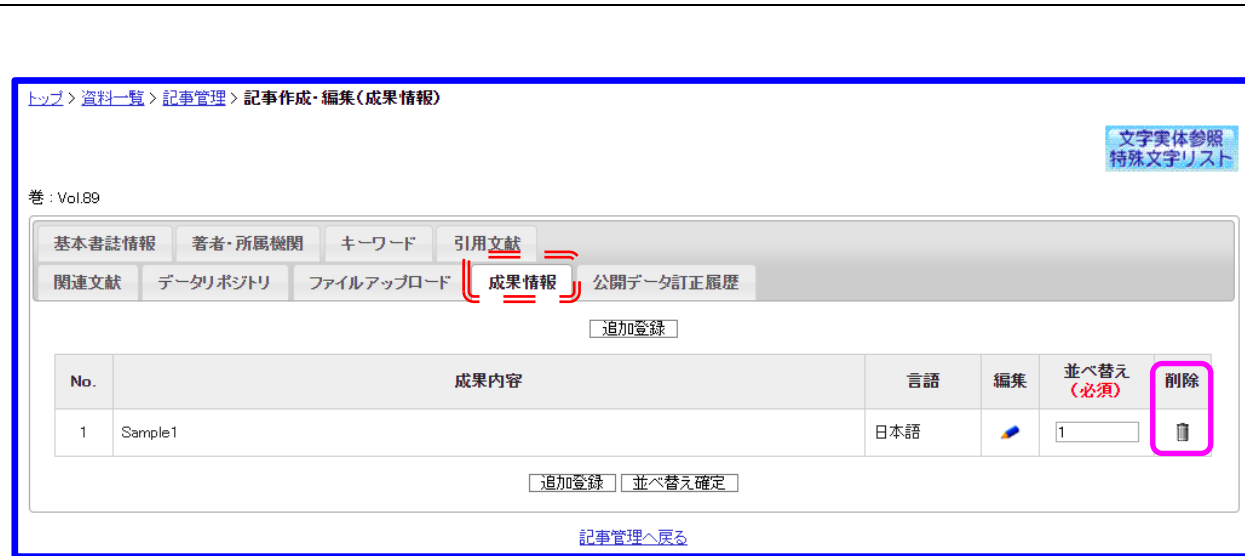 トップ > 資料一覧 > 記事管理 > 記事作成・編集(成果情報)
文字実体参照
特殊文字リスト
巻 : Vol.89
基本書誌情報 著者・所属機関 キーワード 引用文献
関連文献 データリポジトリ ファイルアップロード 成果情報 公開データ訂正履歴
追加登録
No. 成果内容 言語 編集 並べ替え (必須) 削除
1 Sample1 日本語 1
追加登録 並べ替え確定
記事管理へ戻る